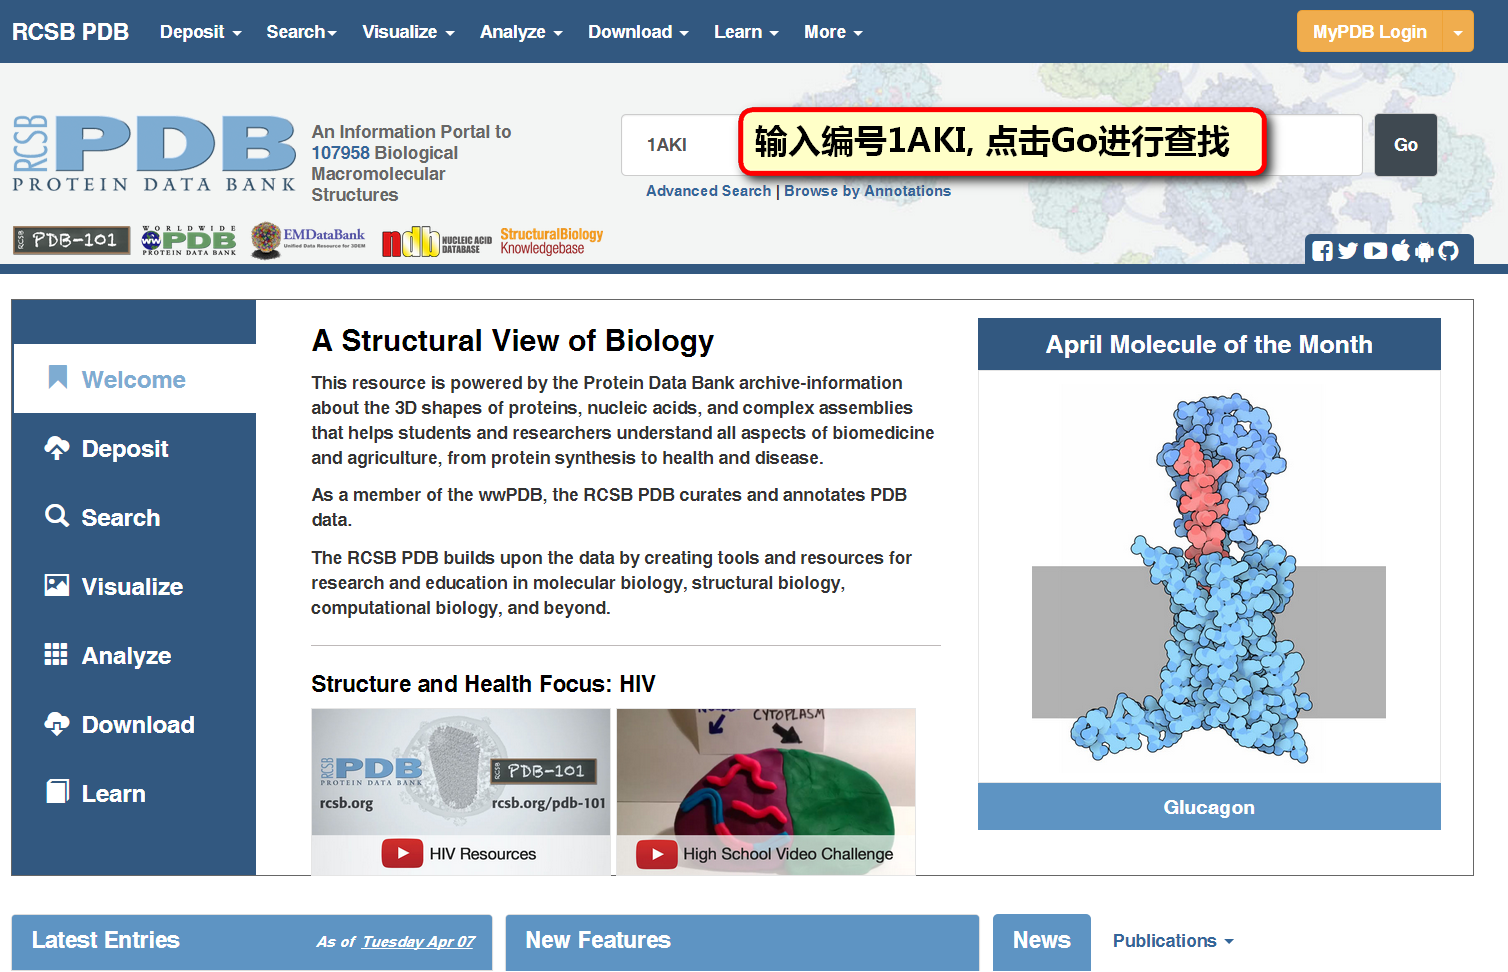 RCSB PDB Deposit Search Visualize Analyze Download Learn More MyPDB Login
RCSB PDB
PROTEIN DATA BANK
An Information Portal to
107958 Biological
Macromolecular
Structures
1AKI
输入编号1AKI, 点击Go进行查找
Go
Advanced Search | Browse by Annotations
RCSB PDB-101
WORLDWIDE
ww PDB
PROTEIN DATA BANK
EMDataBank
Unified Data Resource for 3DEM
ndb NUCLEIC ACID
DATABASE
StructuralBiology
Knowledgebase
Welcome
Deposit
Search
Visualize
Analyze
Download
Learn
A Structural View of Biology
This resource is powered by the Protein Data Bank archive-information
about the 3D shapes of proteins, nucleic acids, and complex assemblies
that helps students and researchers understand all aspects of biomedicine
and agriculture, from protein synthesis to health and disease.
As a member of the wwPDB, the RCSB PDB curates and annotates PDB
data.
The RCSB PDB builds upon the data by creating tools and resources for
research and education in molecular biology, structural biology,
computational biology, and beyond.
Structure and Health Focus: HIV
RCSB PDB
PROTEIN DATA BANK
rcsb.org
RCSB PDB-101
rcsb.org/pdb-101
HIV Resources
CYTOPLASM
High School Video Challenge
April Molecule of the Month
Glucagon
Latest Entries As of Tuesday Apr 07
New Features
News Publications